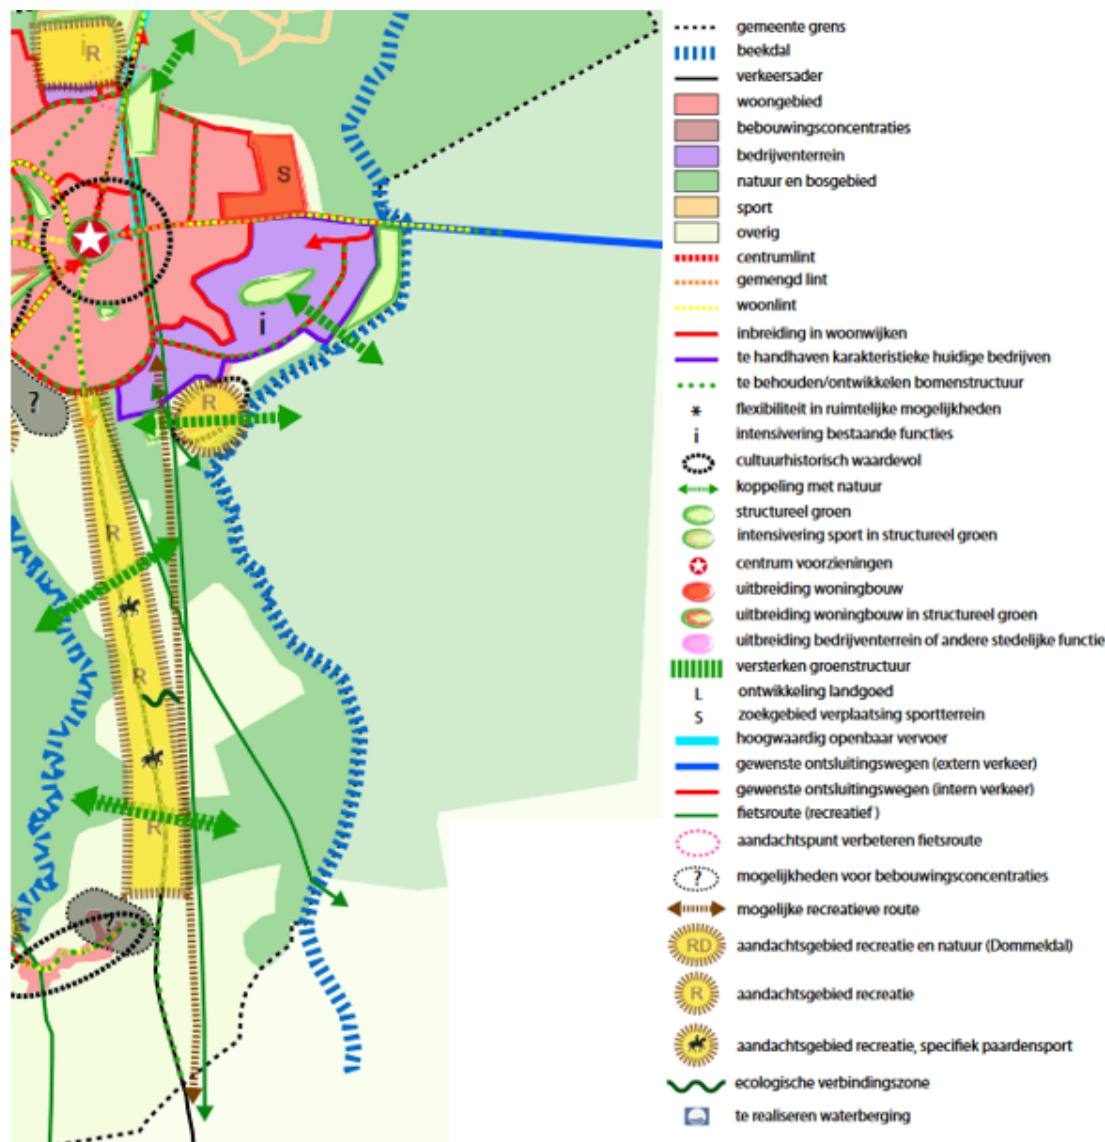 i
R
S
i
R
?
R
R
R
?
gemeente grens
beekdal
verkeersader
woongebied
bebouwingsconcentraties
bedrijventerrein
natuur en bosgebied
sport
overig
centrumlint
gemengd lint
woonlint
inbreiding in woonwijken
te handhaven karakteristieke huidige bedrijven
te behouden/ontwikkelen bomenstructuur
* flexibiliteit in ruimtelijke mogelijkheden
i intensivering bestaande functies
cultuurhistorisch waardevol
koppeling met natuur
structureel groen
intensivering sport in structureel groen
centrum voorzieningen
uitbreiding woningbouw
uitbreiding woningbouw in structureel groen
uitbreiding bedrijventerrein of andere stedelijke functie
versterken groenstructuur
L ontwikkeling landgoed
S zoekgebied verplaatsing sportterrein
hoogwaardig openbaar vervoer
gewenste ontsluitingswegen (extern verkeer)
gewenste ontsluitingswegen (intern verkeer)
fietsroute (recreatief)
aandachtspunt verbeteren fietsroute
? mogelijkheden voor bebouwingsconcentraties
mogelijke recreatieve route
RD aandachtsgebied recreatie en natuur (Dommeldal)
R aandachtsgebied recreatie
aandachtsgebied recreatie, specifiek paardensport
ecologische verbindingszone
te realiseren waterberging